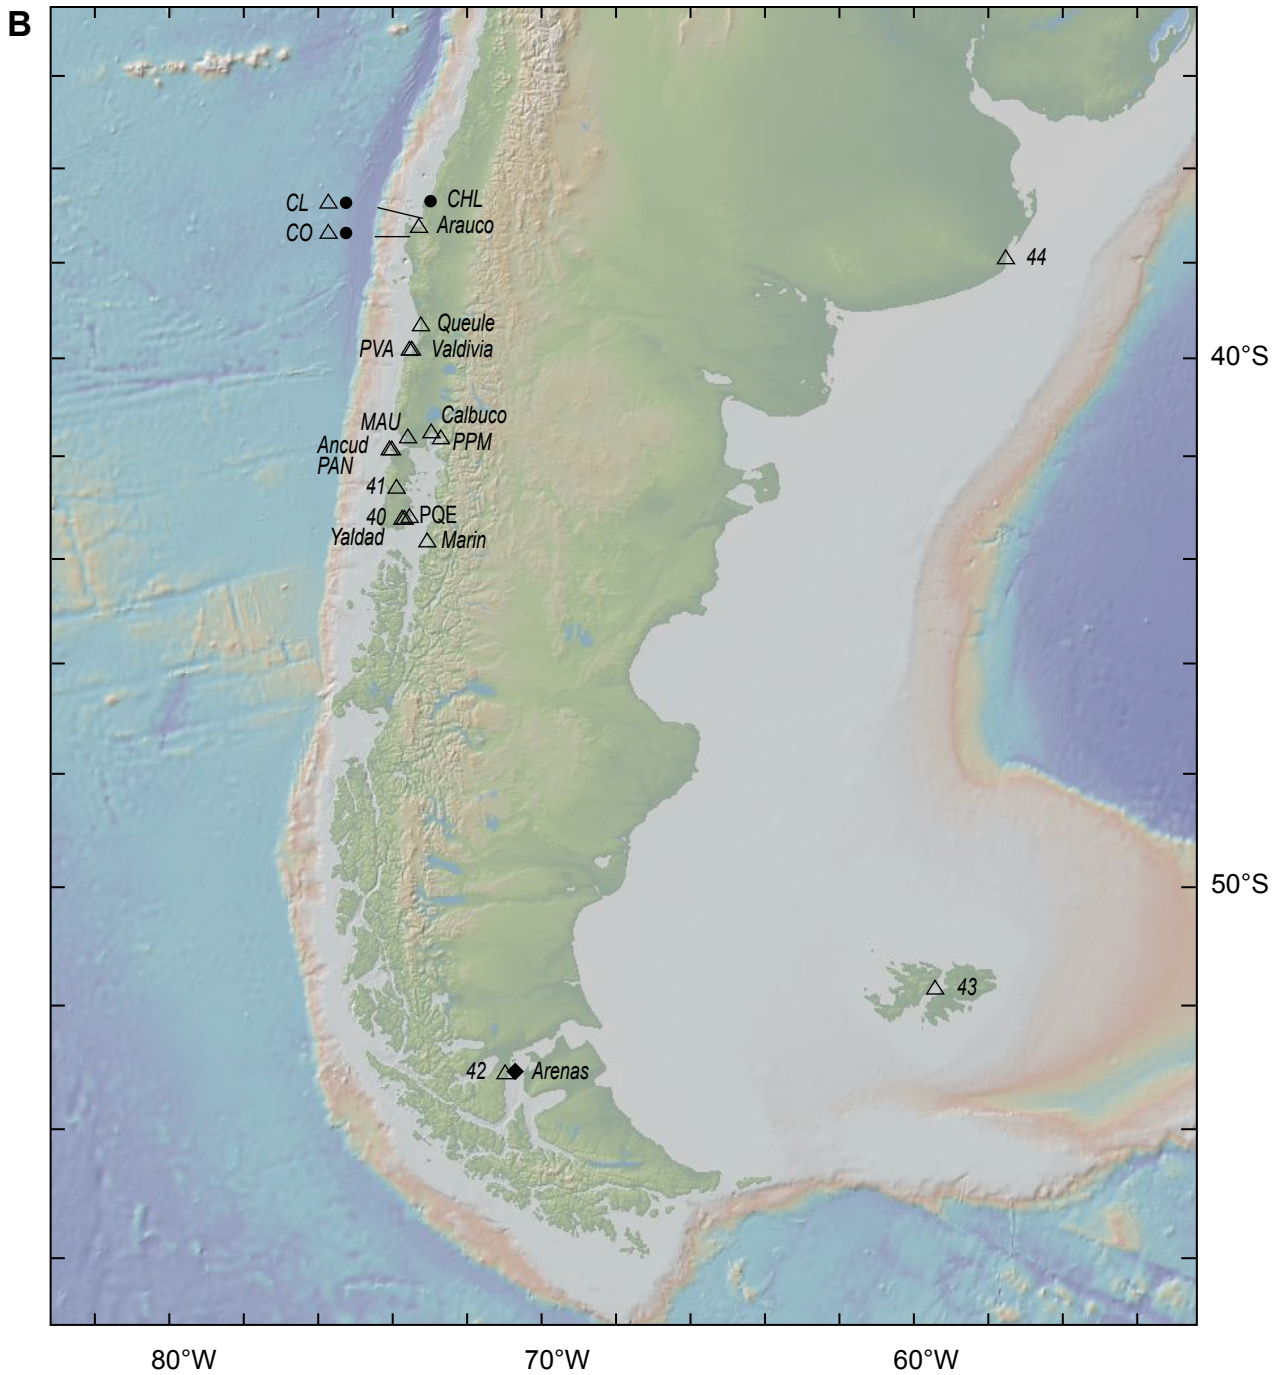 B
CL
CHL
CO
Arauco
44
Queule
PVA
Valdivia
40°S
MAU
Calbuco
Ancud
PPM
PAN
41
40
PQE
Yaldad
Marin
50°S
43
42
Arenas
80°W
70°W
60°W